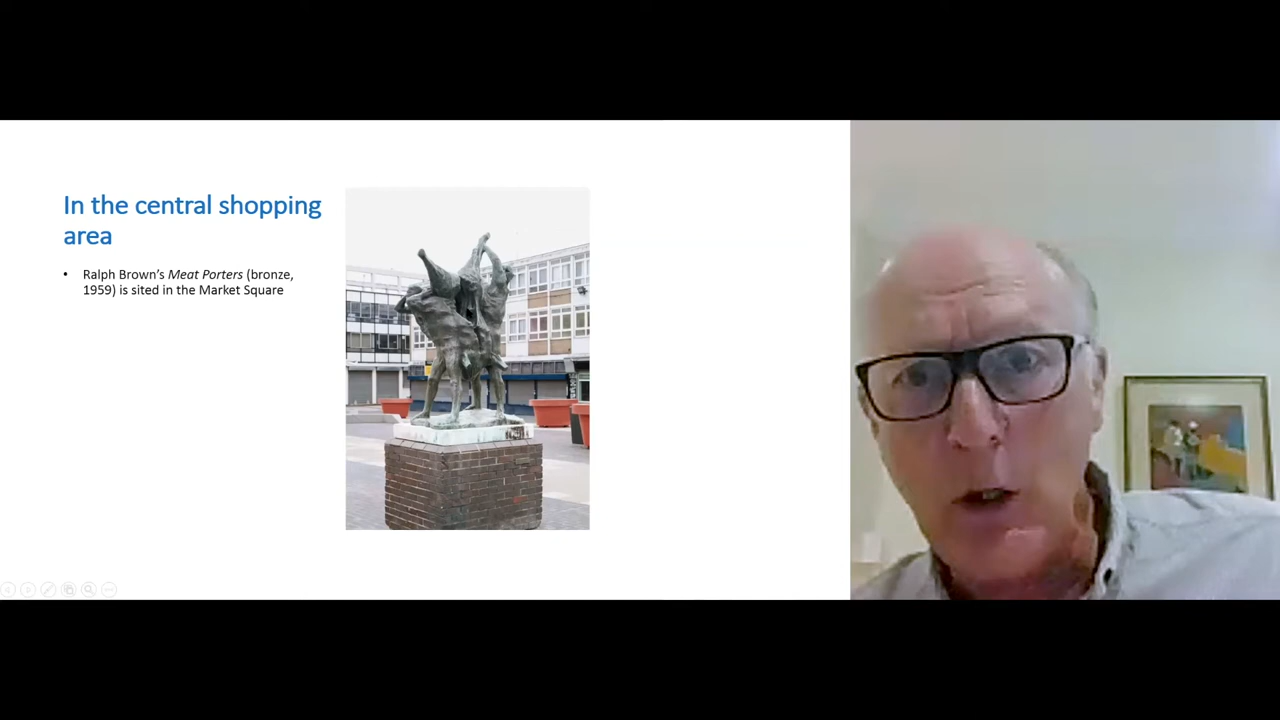 In the central shopping
area
• Ralph Brown’s Meat Porters (bronze,
1959) is sited in the Market Square